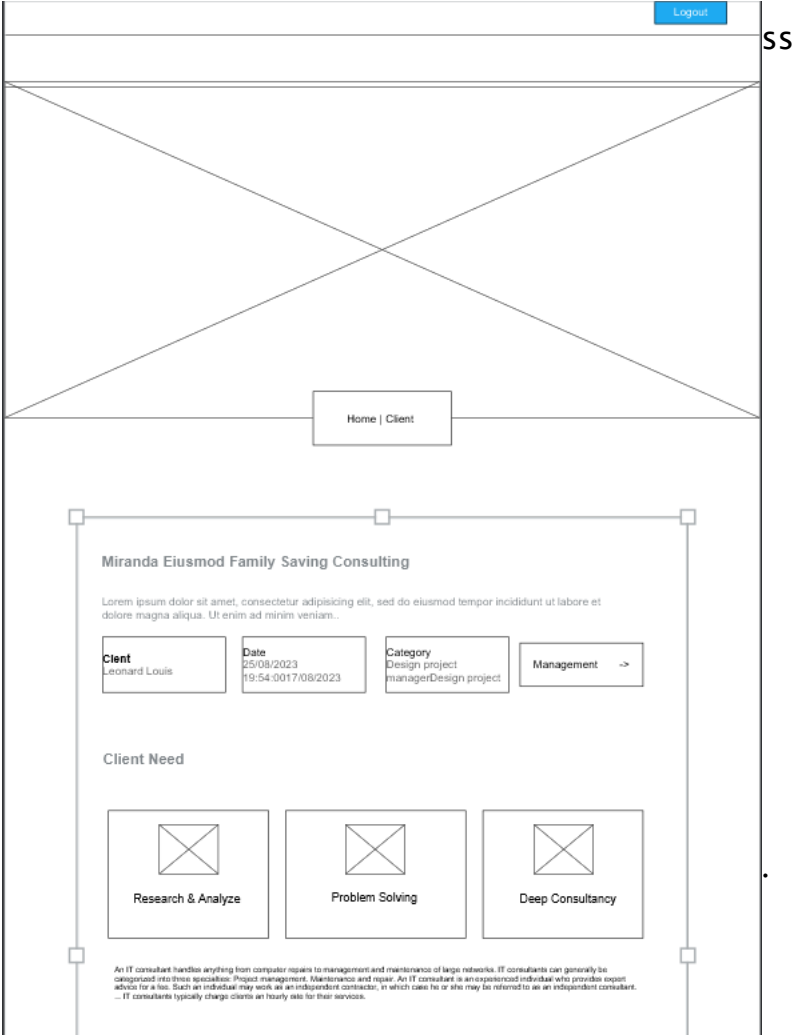 Logout
ss
Home | Client
Miranda Eiusmod Family Saving Consulting
Lorem ipsum dolor sit amet, consectetur adipisicing elit, sed do eiusmod tempor incididunt ut labore et
dolore magna aliqua. Ut enim ad minim veniam..
Client
Leonard Louis
Date
25/08/2023
19:54:0017/08/2023
Category
Design project
managerDesign project
Management ->
Client Need
Research & Analyze
Problem Solving
Deep Consultancy
.
An IT consultant handles anything from computer repairs to management and maintenance of large networks. IT consultants can generally be
categorized into three specialties: Project management. Maintenance and repair. An IT consultant is an experienced individual who provides expert
advice for a fee. Such an individual may work as an independent contractor, in which case he or she may be referred to as an independent consultant.
... IT consultants typically charge clients an hourly rate for their services.